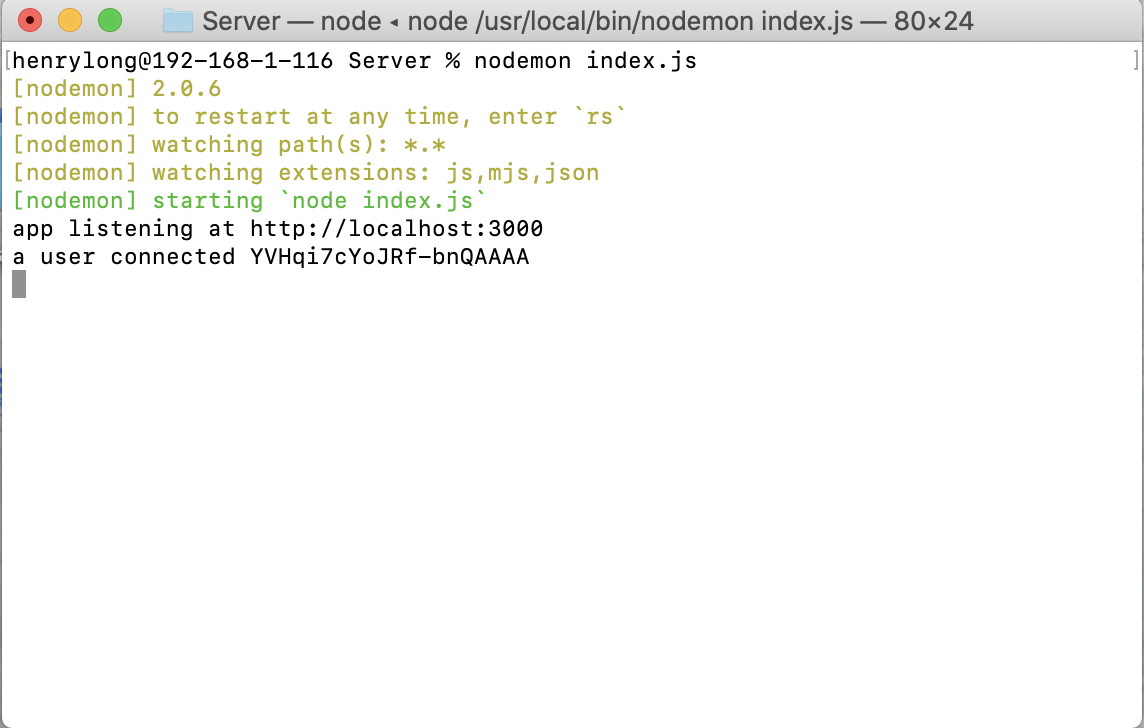 Server — node ◂ node /usr/local/bin/nodemon index.js — 80×24
[henrylong@192-168-1-116 Server % nodemon index.js ]
[nodemon] 2.0.6
[nodemon] to restart at any time, enter `rs`
[nodemon] watching path(s): *.*
[nodemon] watching extensions: js,mjs,json
[nodemon] starting `node index.js`
app listening at http://localhost:3000
a user connected YVHqi7cYoJRf-bnQAAAA